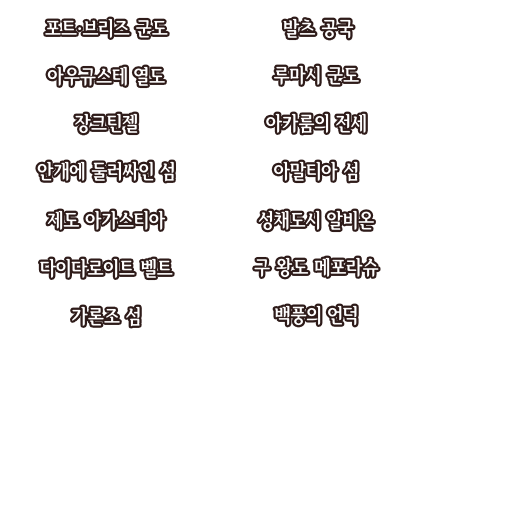 포트·브리즈 군도
발츠 공국
아우규스테 열도
루마시 군도
장크틴젤
아카룸의 전세
안개에 둘러싸인 섬
아말티아 섬
제도 아가스티아
성채도시 알비온
다이다로이트 벨트
구 왕도 메포라슈
가론조 섬
백풍의 언덕